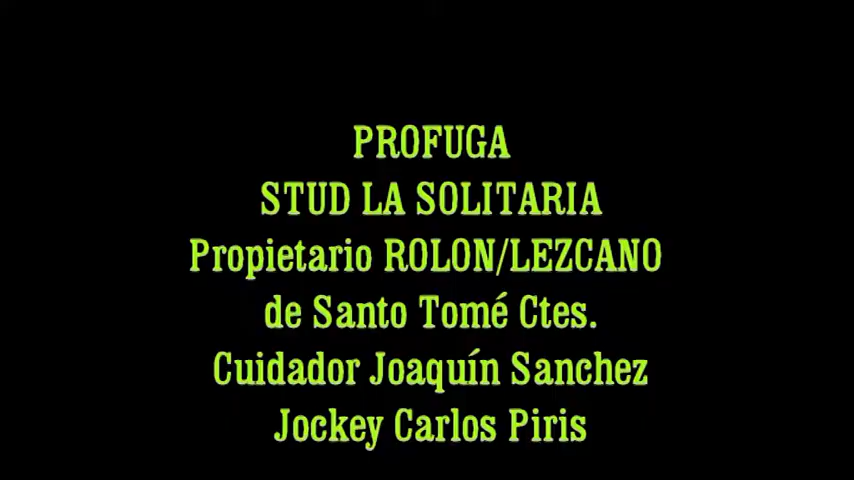 PROFUGA
STUD LA SOLITARIA
Propietario ROLON/LEZCANO
de Santo Tomé Ctes.
Cuidador Joaquín Sanchez
Jockey Carlos Piris